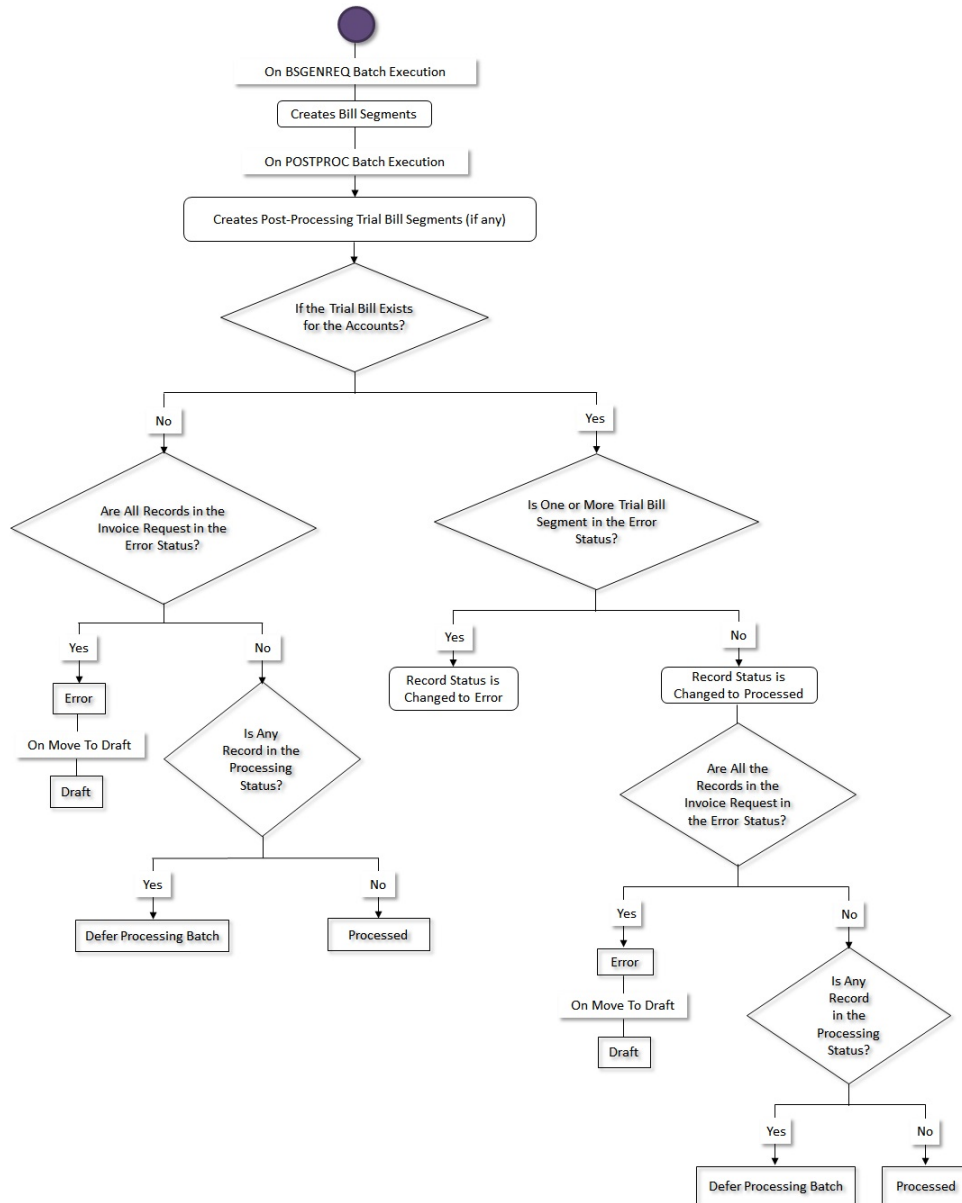 On BSGENREQ Batch Execution
Creates Bill Segments
On POSTPROC Batch Execution
Creates Post-Processing Trial Bill Segments (if any)
If the Trial Bill Exists
for the Accounts?
No
Yes
Are All Records in the
Invoice Request in the
Error Status?
Is One or More Trial Bill
Segment in the Error
Status?
Yes
No
Yes
No
Error
On Move To Draft
Draft
Is Any
Record in the
Processing
Status?
Record Status is
Changed to Error
Record Status is
Changed to Processed
Are All the
Records in the
Invoice Request in
the Error Status?
Yes
No
Defer Processing Batch
Processed
Yes
No
Error
On Move To Draft
Draft
Is Any
Record
in the
Processing
Status?
Yes
No
Defer Processing Batch
Processed